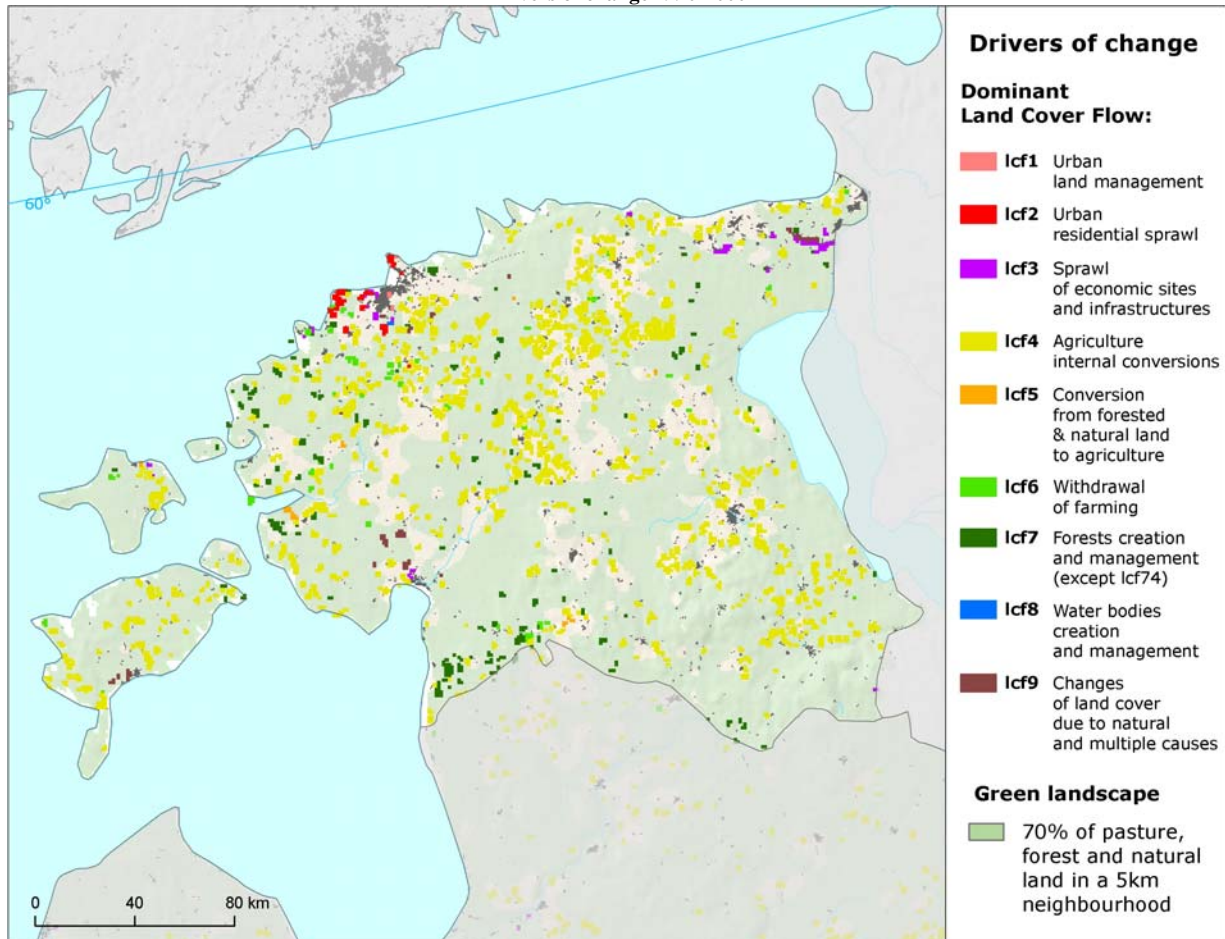 Drivers of change
Dominant
Land Cover Flow:
lcf1 Urban
land management
lcf2 Urban
residential sprawl
lcf3 Sprawl
of economic sites
and infrastructures
lcf4 Agriculture
internal conversions
lcf5 Conversion
from forested
& natural land
to agriculture
lcf6 Withdrawal
of farming
lcf7 Forests creation
and management
(except lcf74)
lcf8 Water bodies
creation
and management
lcf9 Changes
of land cover
due to natural
and multiple causes
Green landscape
70% of pasture,
forest and natural
land in a 5km
neighbourhood
60°
0 40 80 km